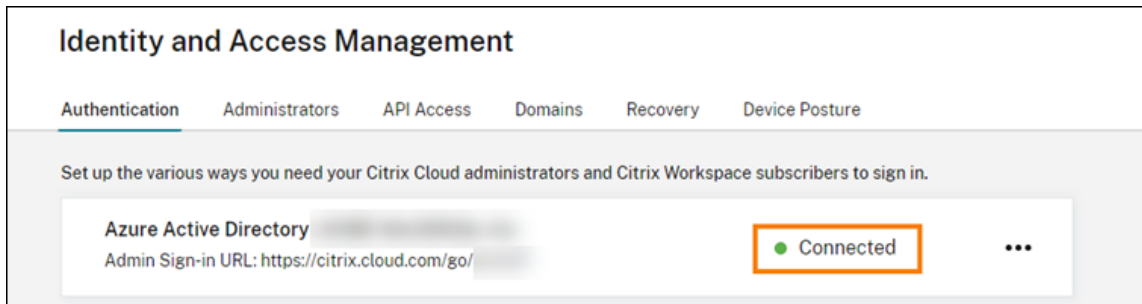 Identity and Access Management
Authentication Administrators API Access Domains Recovery Device Posture
Set up the various ways you need your Citrix Cloud administrators and Citrix Workspace subscribers to sign in.
Azure Active Directory
Connected
Admin Sign-in URL: https://citrix.cloud.com/go/